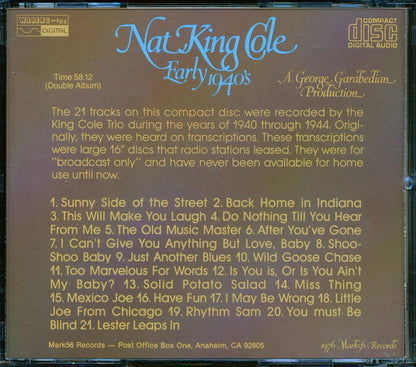 WARING-fco
DIGITAL
Nat King Cole
Early 1940's
COMPACT
disc
DIGITAL AUDIO
Time 58:12
(Double Album)
A George Garabedian
Production
The 21 tracks on this compact disc were recorded by the
King Cole Trio during the years of 1940 through 1944. Origi-
nally, they were heard on transcriptions. These transcriptions
were large 16" discs that radio stations leased. They were for
"broadcast only" and have never been available for home
use until now.
1. Sunny Side of the Street 2. Back Home in Indiana
3. This Will Make You Laugh 4. Do Nothing Till You Hear
From Me 5. The Old Music Master 6. After You've Gone
7. I Can't Give You Anything But Love, Baby 8. Shoo-
Shoo Baby 9. Just Another Blues 10. Wild Goose Chase
11. Too Marvelous For Words 12. Is You is, Or Is You Ain't
My Baby? 13. Solid Potato Salad 14. Miss Thing
15. Mexico Joe 16. Have Fun 17. I May Be Wrong 18. Little
Joe From Chicago 19. Rhythm Sam 20. You must Be
Blind 21. Lester Leaps In
Mark56 Records — Post Office Box One, Anaheim, CA 92805
1976 Mark56 Records